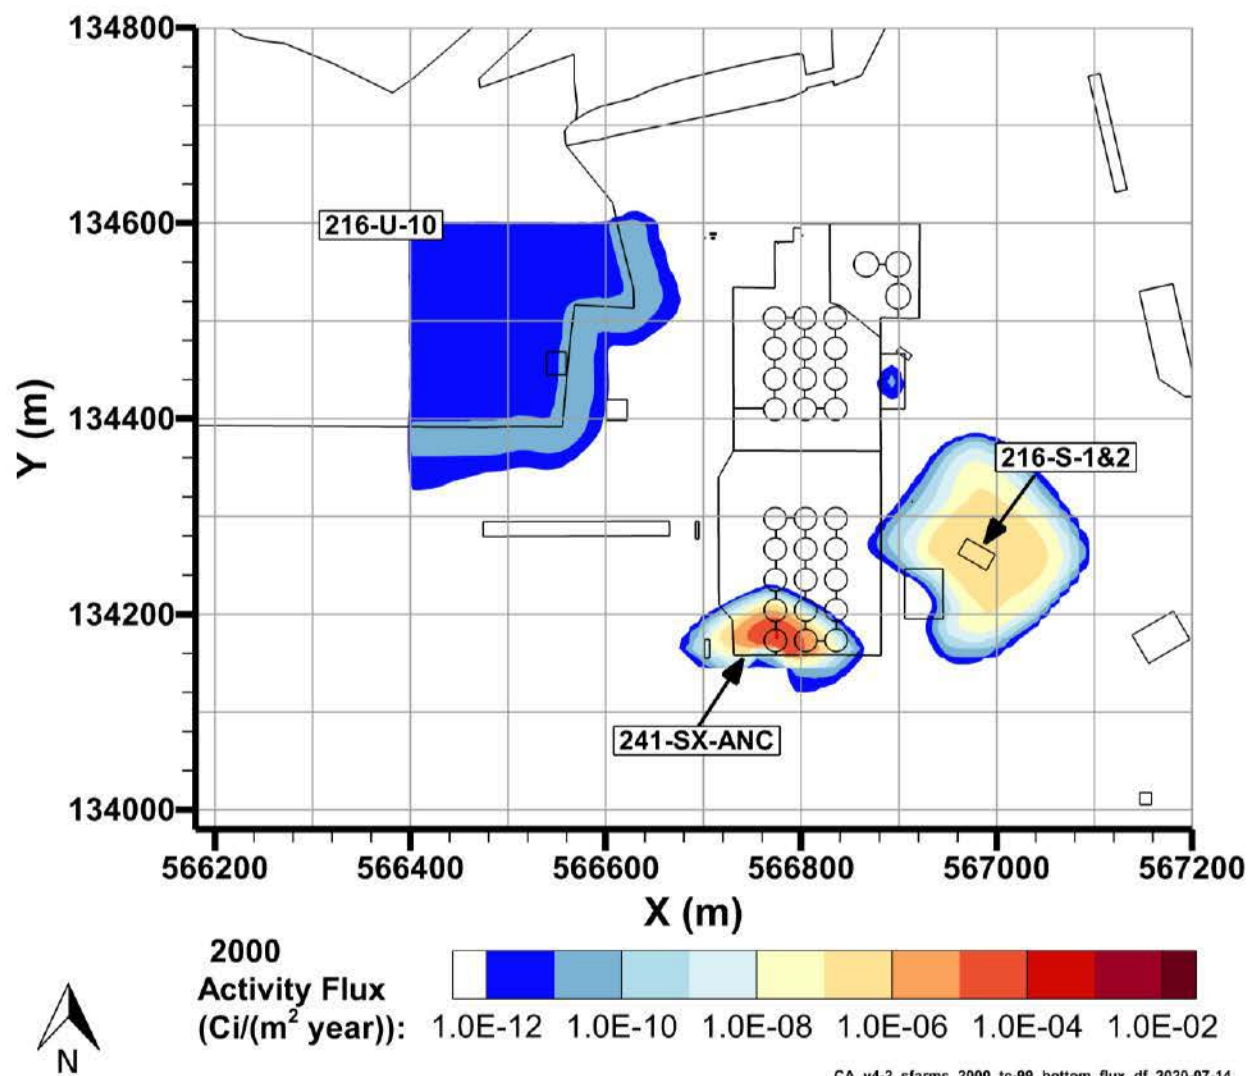 134800
134600
134400
134200
134000
Y (m)
216-U-10
216-S-1&2
241-SX-ANC
566200 566400 566600 566800 567000 567200
X (m)
2000
Activity Flux
(Ci/(m² year)):
1.0E-12 1.0E-10 1.0E-08 1.0E-06 1.0E-04 1.0E-02
N